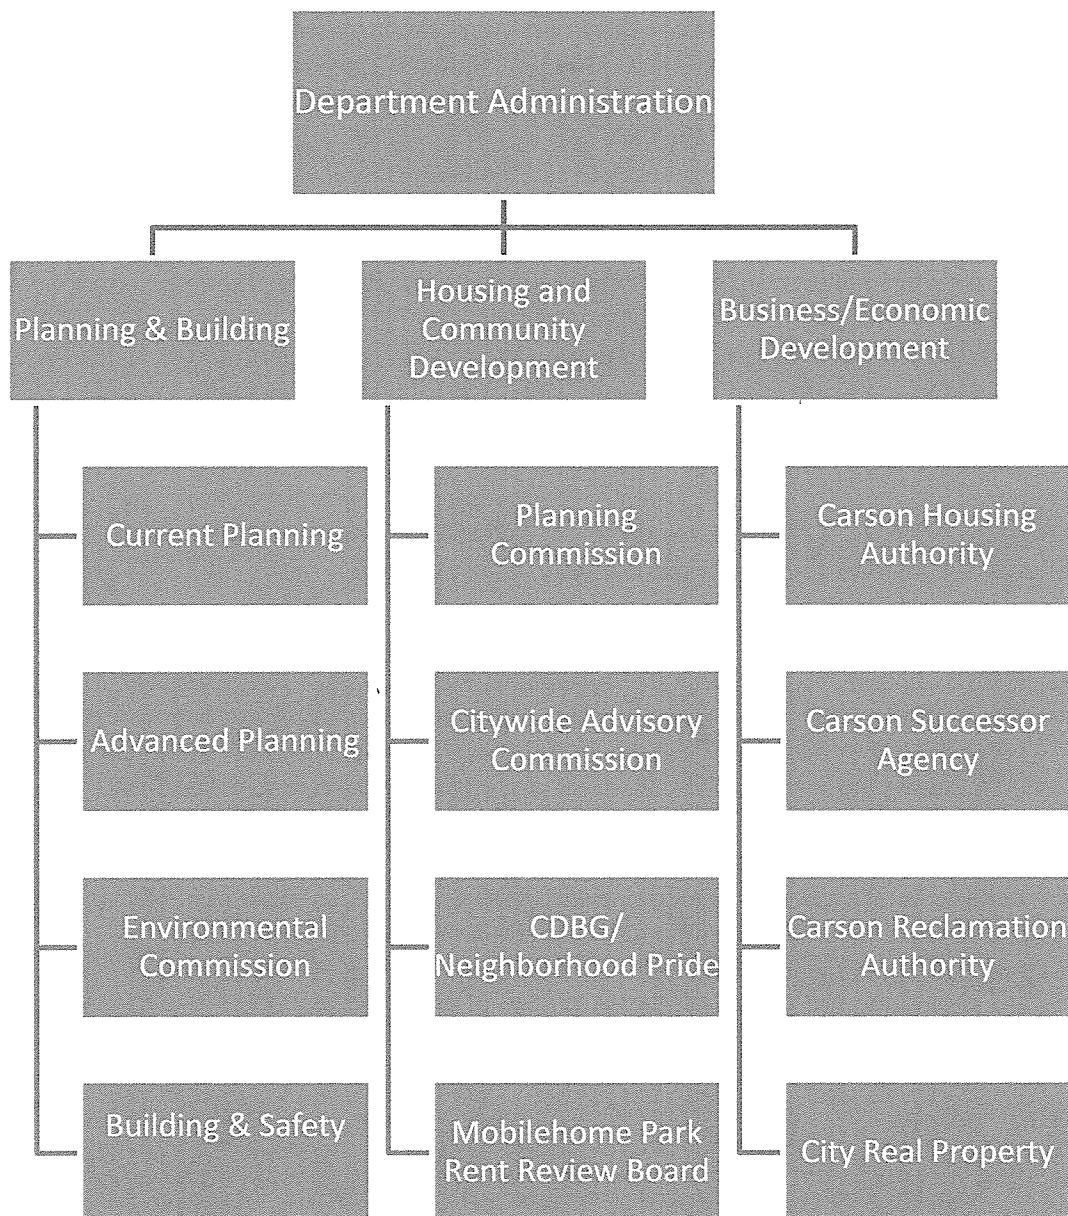 Department Administration
Planning & Building
Housing and
Community
Development
Business/Economic
Development
Current Planning
Advanced Planning
Environmental
Commission
Building & Safety
Planning
Commission
Citywide Advisory
Commission
CDBG/
Neighborhood Pride
Mobilehome Park
Rent Review Board
Carson Housing
Authority
Carson Successor
Agency
Carson Reclamation
Authority
City Real Property